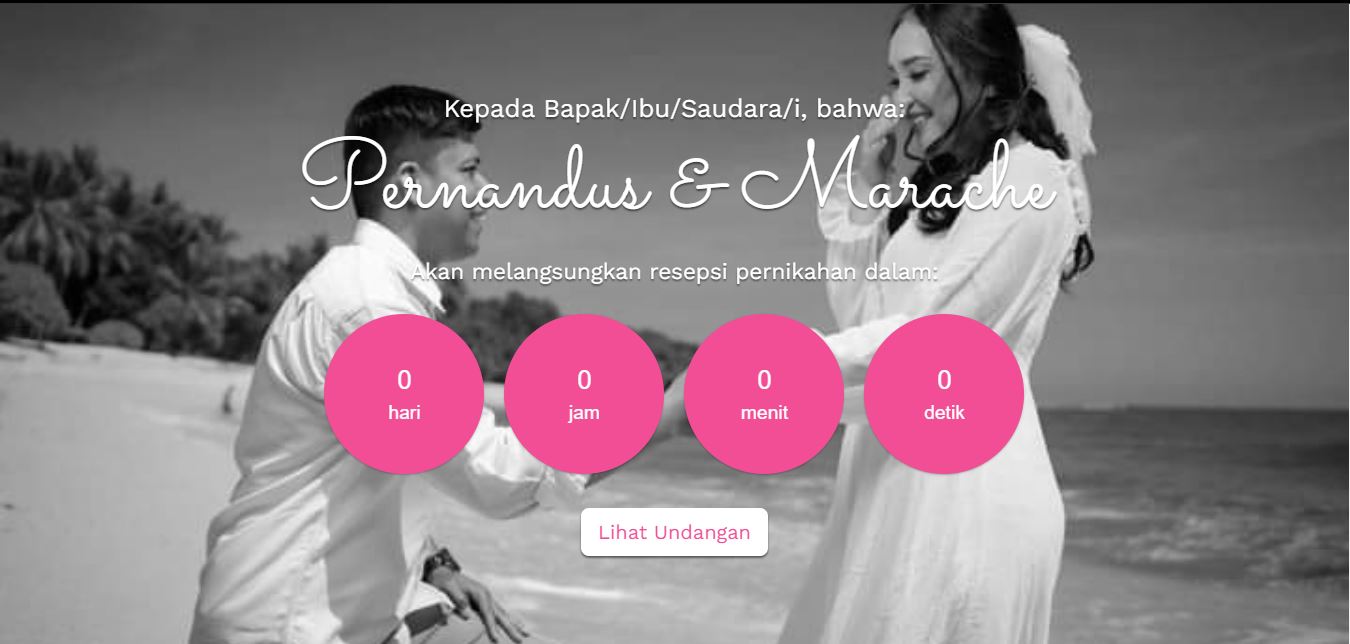 Kepada Bapak/Ibu/Saudara/i, bahwa:
Pernandus & Marache
Akan melangsungkan resepsi pernikahan dalam:
0 0 0 0
hari jam menit detik
Lihat Undangan